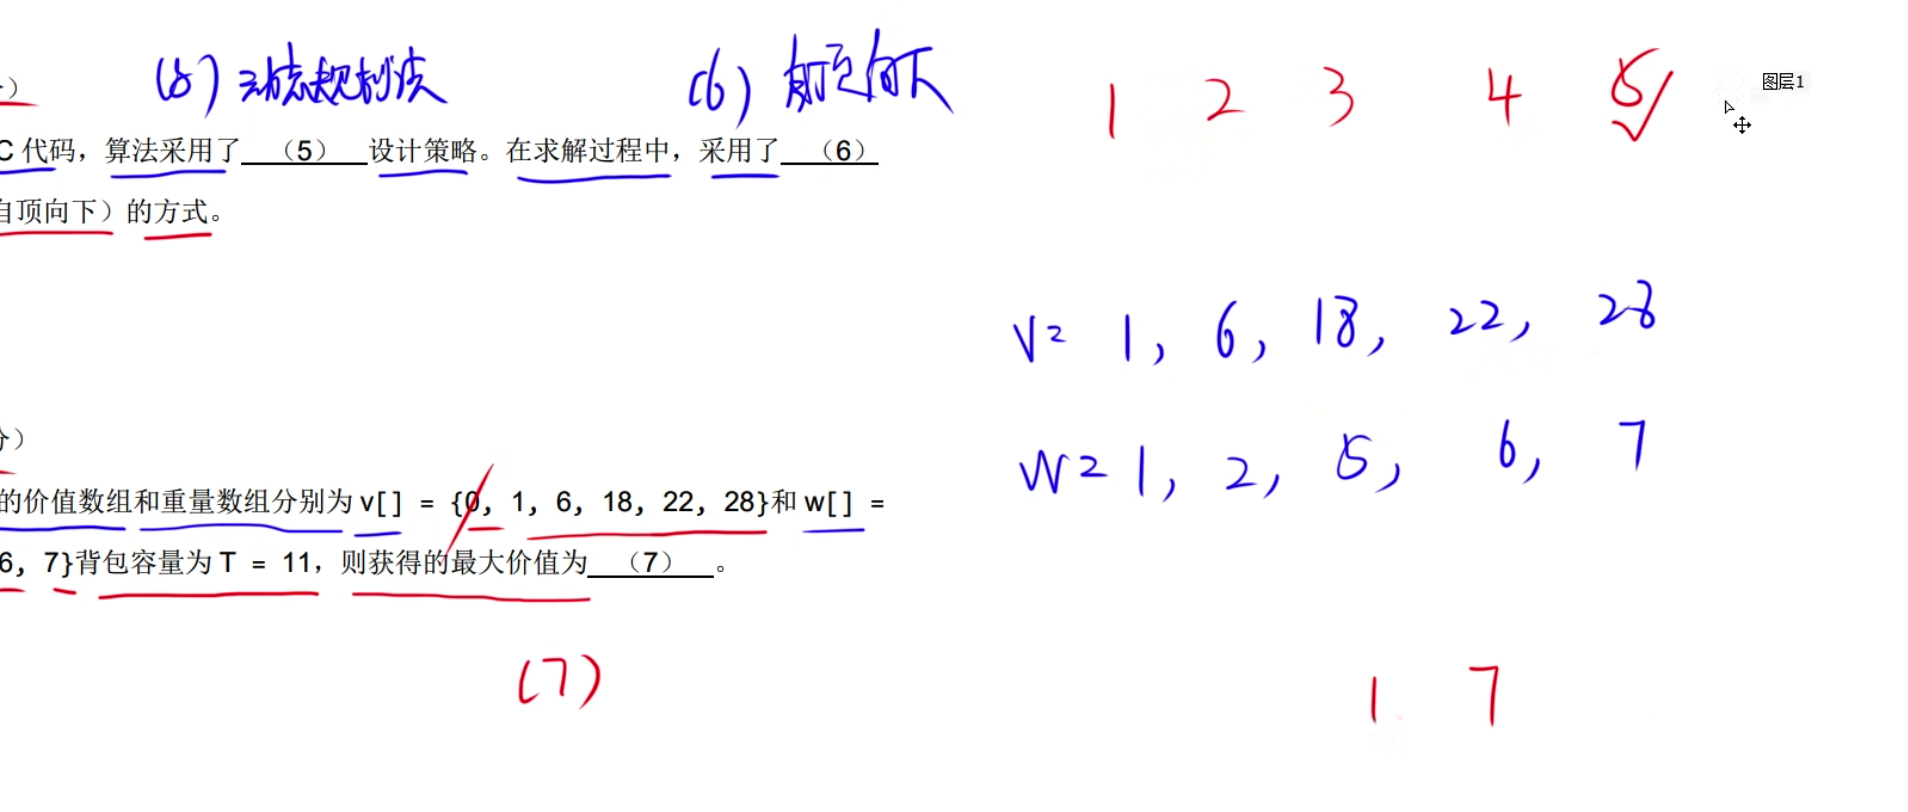 (5) 动态规划法 (6) 自顶向下 1 2 3 4 5 图层1
）
C 代码，算法采用了 （5） 设计策略。在求解过程中，采用了 （6）
自顶向下）的方式。
V= 1, 6, 18, 22, 28
分）
W= 1, 2, 5, 6, 7
的价值数组和重量数组分别为 v[] = {0, 1, 6, 18, 22, 28}和 w[] =
6, 7}背包容量为 T = 11，则获得的最大价值为 （7） 。
(7) 1 7